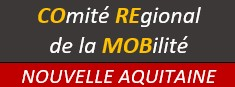 COmité REgional
de la MOBilité
NOUVELLE AQUITAINE